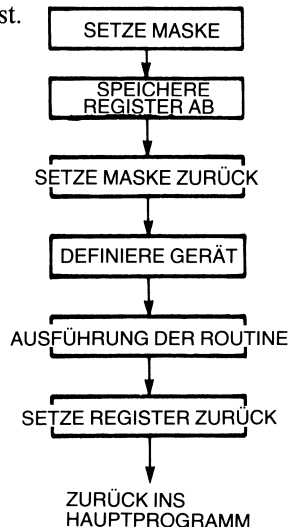 st.
SETZE MASKE
SPEICHERE
REGISTER AB
SETZE MASKE ZURÜCK
DEFINIERE GERÄT
AUSFÜHRUNG DER ROUTINE
SETZE REGISTER ZURÜCK
ZURÜCK INS
HAUPTPROGRAMM